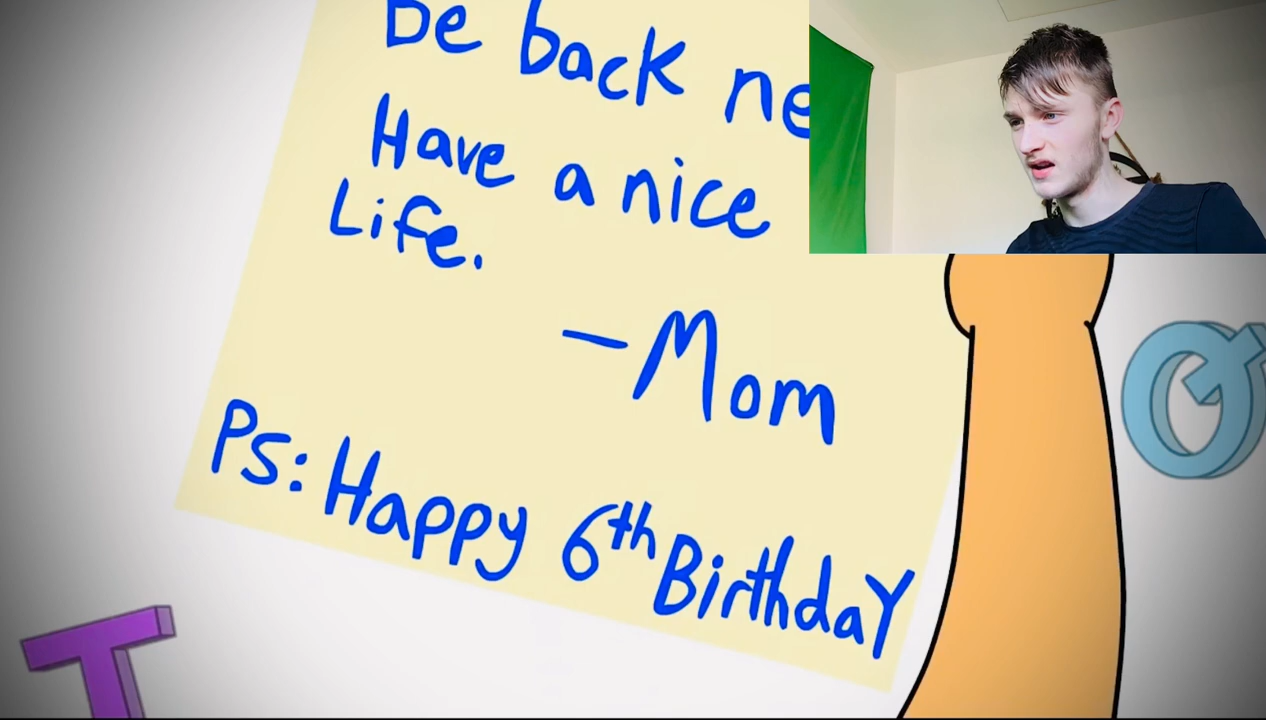 Be back
Have a nice
Life.
—Mom
PS: Happy 6th BirthdaY
T
Q